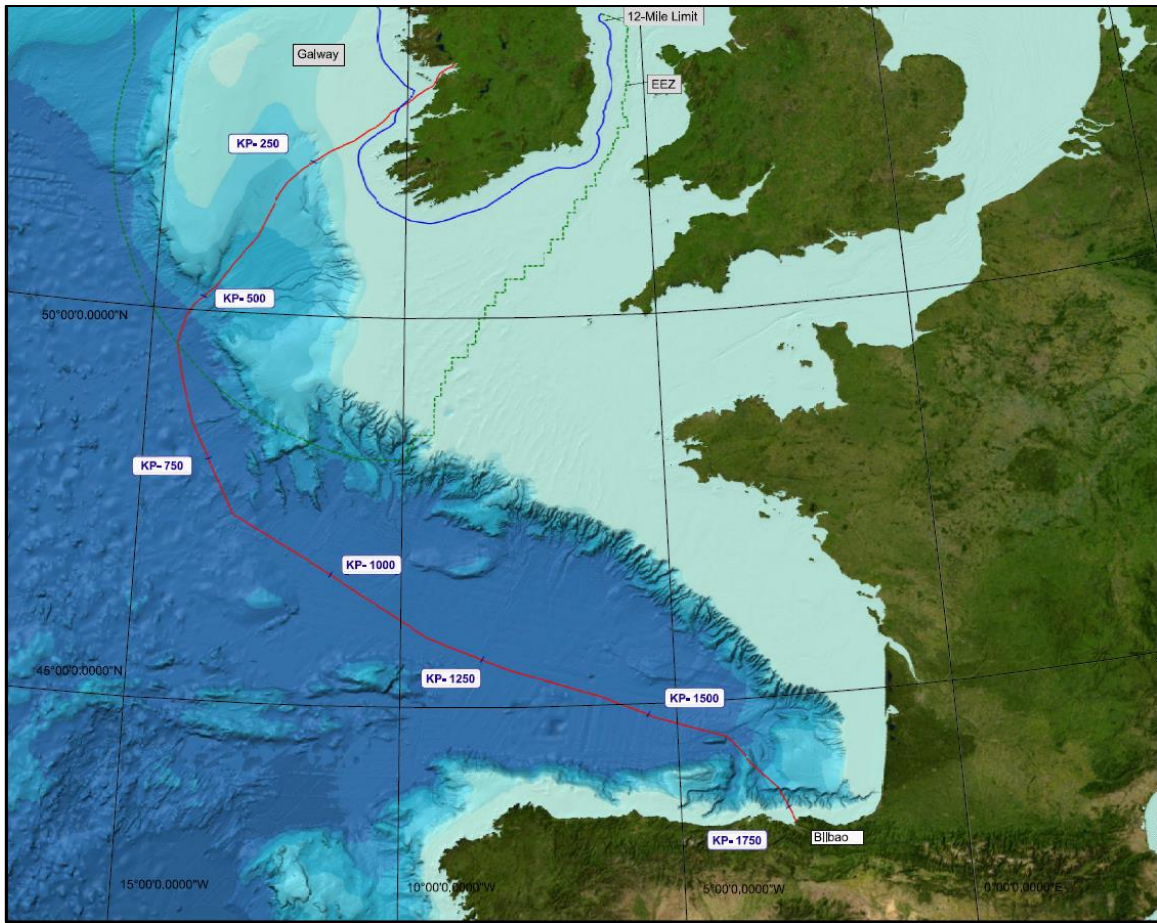 12-Mile Limit
Galway
EEZ
KP- 250
KP- 500
50°00'0.0000"N
KP- 750
KP- 1000
45°00'0.0000"N
KP- 1250
KP- 1500
KP- 1750
Bilbao
15°00'0.0000"W
10°00'0.0000"W
5°00'0.0000"W
0°00'0.0000"E